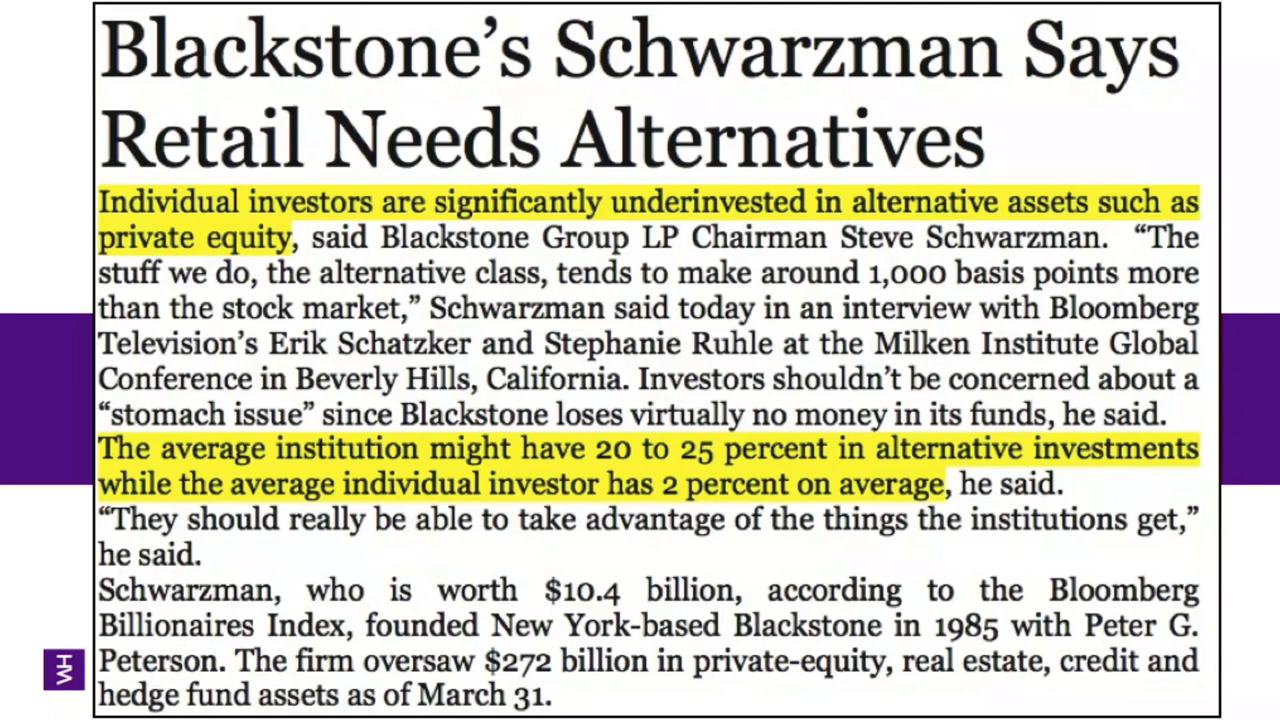 Blackstone’s Schwarzman Says
Retail Needs Alternatives
Individual investors are significantly underinvested in alternative assets such as
private equity, said Blackstone Group LP Chairman Steve Schwarzman. “The
stuff we do, the alternative class, tends to make around 1,000 basis points more
than the stock market,” Schwarzman said today in an interview with Bloomberg
Television’s Erik Schatzker and Stephanie Ruhle at the Milken Institute Global
Conference in Beverly Hills, California. Investors shouldn’t be concerned about a
“stomach issue” since Blackstone loses virtually no money in its funds, he said.
The average institution might have 20 to 25 percent in alternative investments
while the average individual investor has 2 percent on average, he said.
“They should really be able to take advantage of the things the institutions get,”
he said.
Schwarzman, who is worth $10.4 billion, according to the Bloomberg
Billionaires Index, founded New York-based Blackstone in 1985 with Peter G.
Peterson. The firm oversaw $272 billion in private-equity, real estate, credit and
hedge fund assets as of March 31.